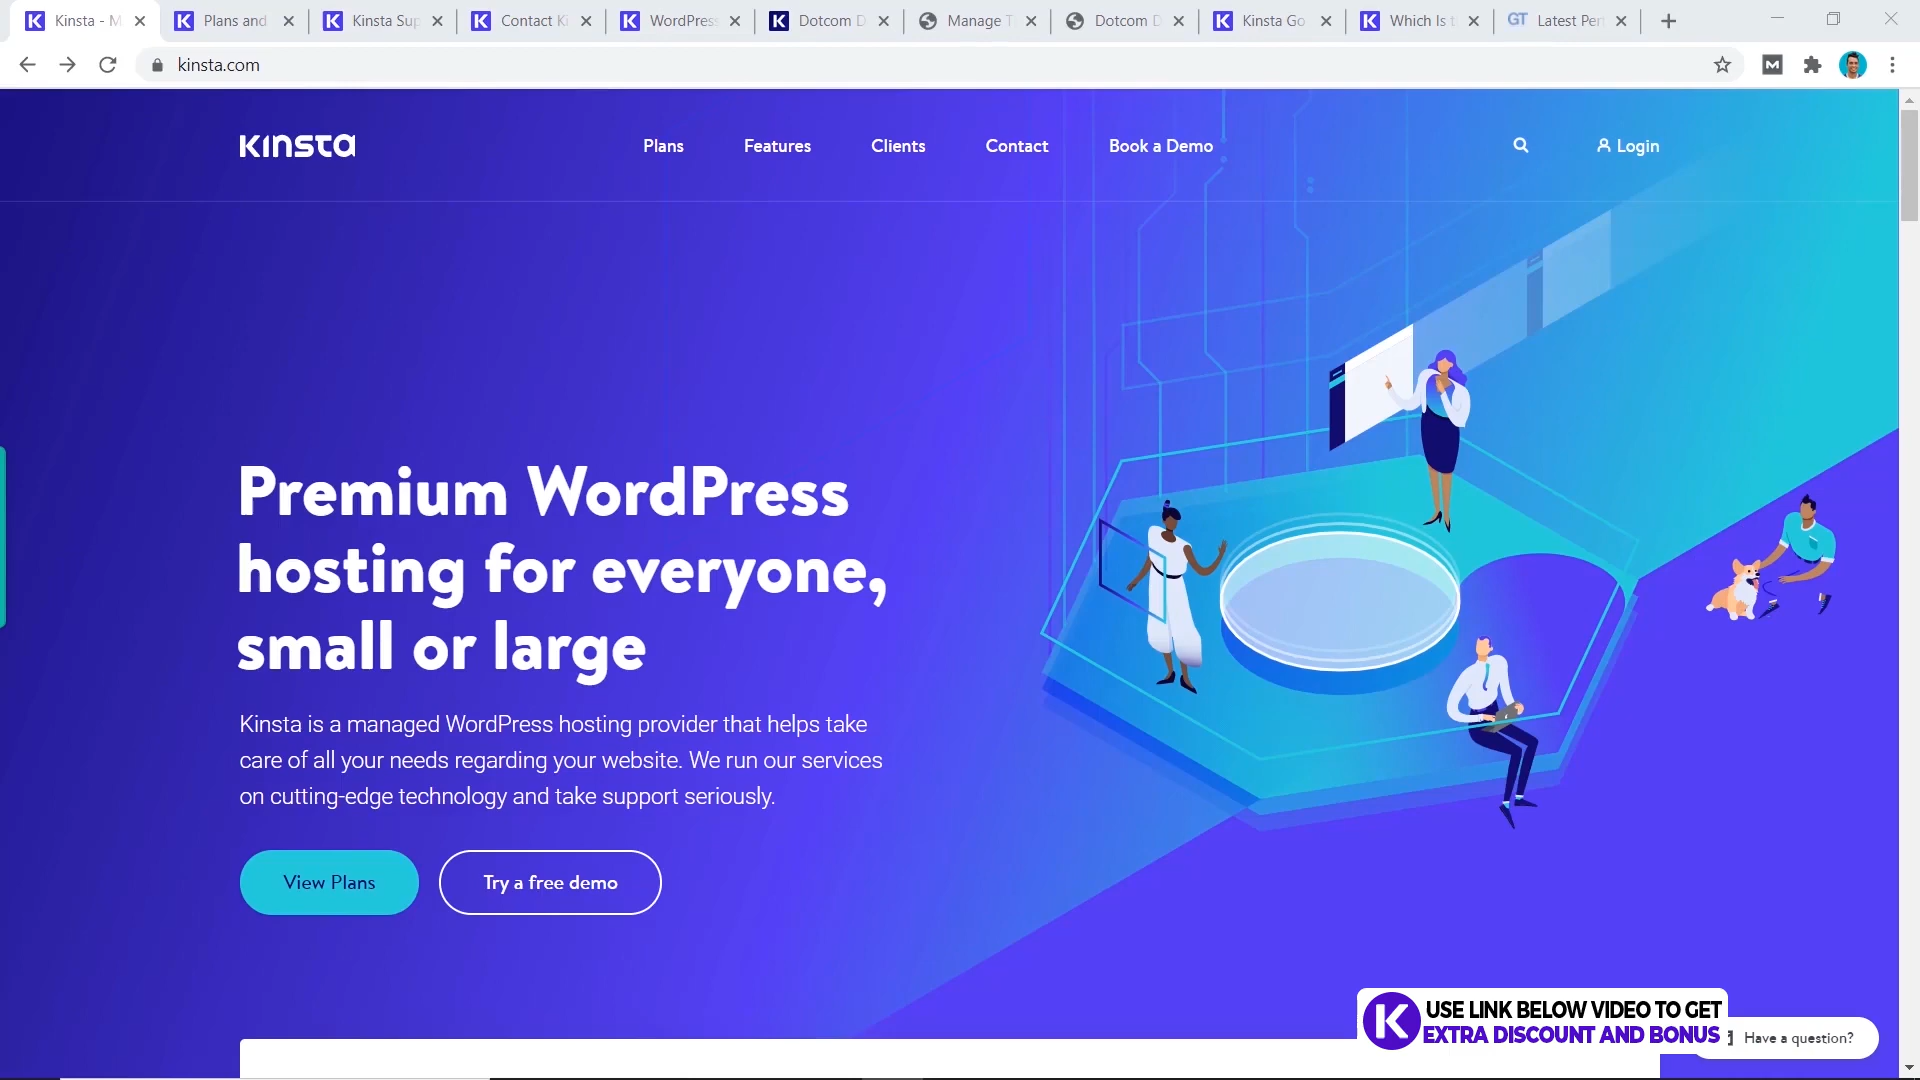 Kinsta - M
Plans and
Kinsta Sup
Contact Ki
WordPress
Dotcom D
Manage T
Dotcom D
Kinsta Go
Which Is t
GT Latest Per
kinsta.com
KINSTA
Plans
Features
Clients
Contact
Book a Demo
Login
Premium WordPress
hosting for everyone,
small or large
Kinsta is a managed WordPress hosting provider that helps take
care of all your needs regarding your website. We run our services
on cutting-edge technology and take support seriously.
View Plans
Try a free demo
K USE LINK BELOW VIDEO TO GET
EXTRA DISCOUNT AND BONUS
Have a question?